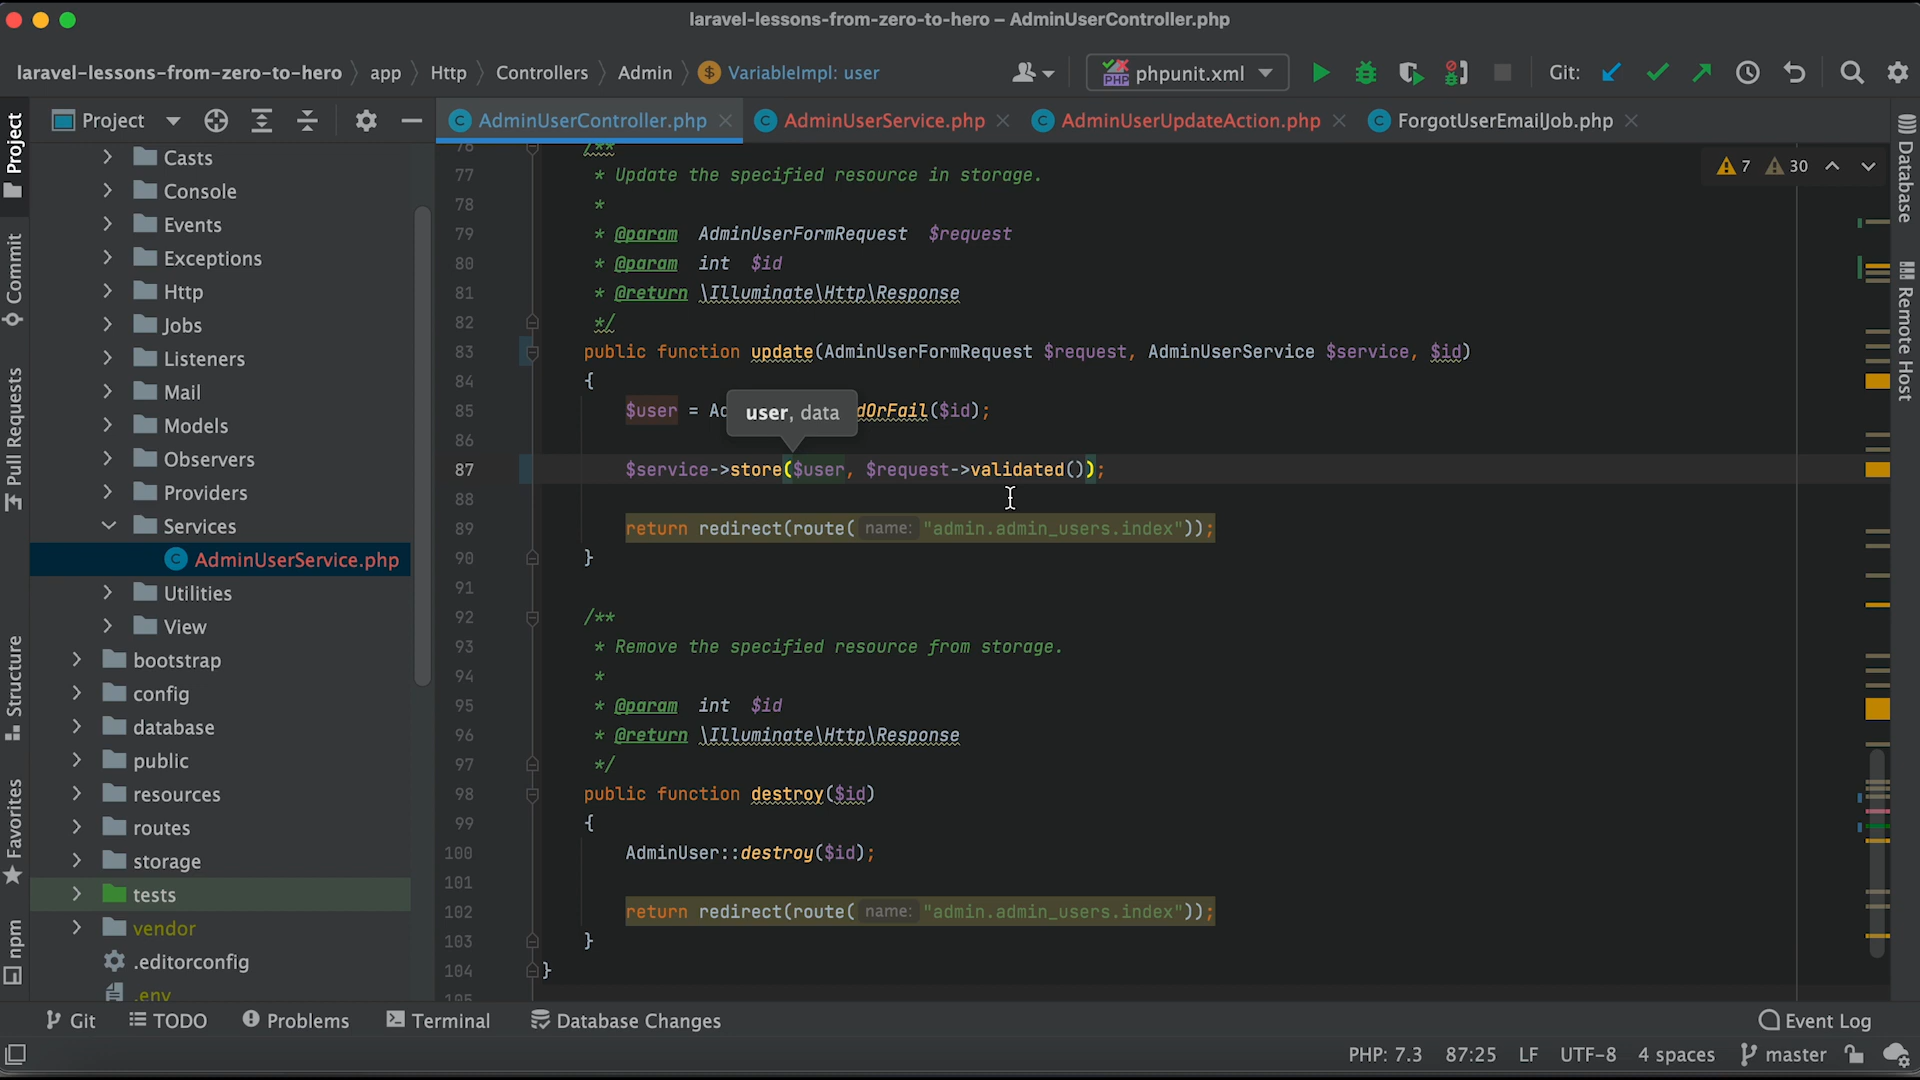 laravel-lessons-from-zero-to-hero – AdminUserController.php
laravel-lessons-from-zero-to-hero app Http Controllers Admin VariableImpl: user
phpunit.xml
Git:
Project
AdminUserController.php
AdminUserService.php
AdminUserUpdateAction.php
ForgotUserEmailJob.php
Project
Commit
Pull Requests
Structure
Favorites
npm
Casts
Console
Events
Exceptions
Http
Jobs
Listeners
Mail
Models
Observers
Providers
Services
AdminUserService.php
Utilities
View
bootstrap
config
database
public
resources
routes
storage
tests
vendor
.editorconfig
.env
7 30
76 /**
77 * Update the specified resource in storage.
78 *
79 * @param AdminUserFormRequest $request
80 * @param int $id
81 * @return \Illuminate\Http\Response
82 */
83 public function update(AdminUserFormRequest $request, AdminUserService $service, $id)
84 {
85 $user = Ad dOrFail($id);
user, data
86
87 $service->store($user, $request->validated());
88
89 return redirect(route( name: "admin.admin_users.index"));
90 }
91
92 /**
93 * Remove the specified resource from storage.
94 *
95 * @param int $id
96 * @return \Illuminate\Http\Response
97 */
98 public function destroy($id)
99 {
100 AdminUser::destroy($id);
101
102 return redirect(route( name: "admin.admin_users.index"));
103 }
104 }
105
Database
Remote Host
Git TODO Problems Terminal Database Changes Event Log
PHP: 7.3 87:25 LF UTF-8 4 spaces master